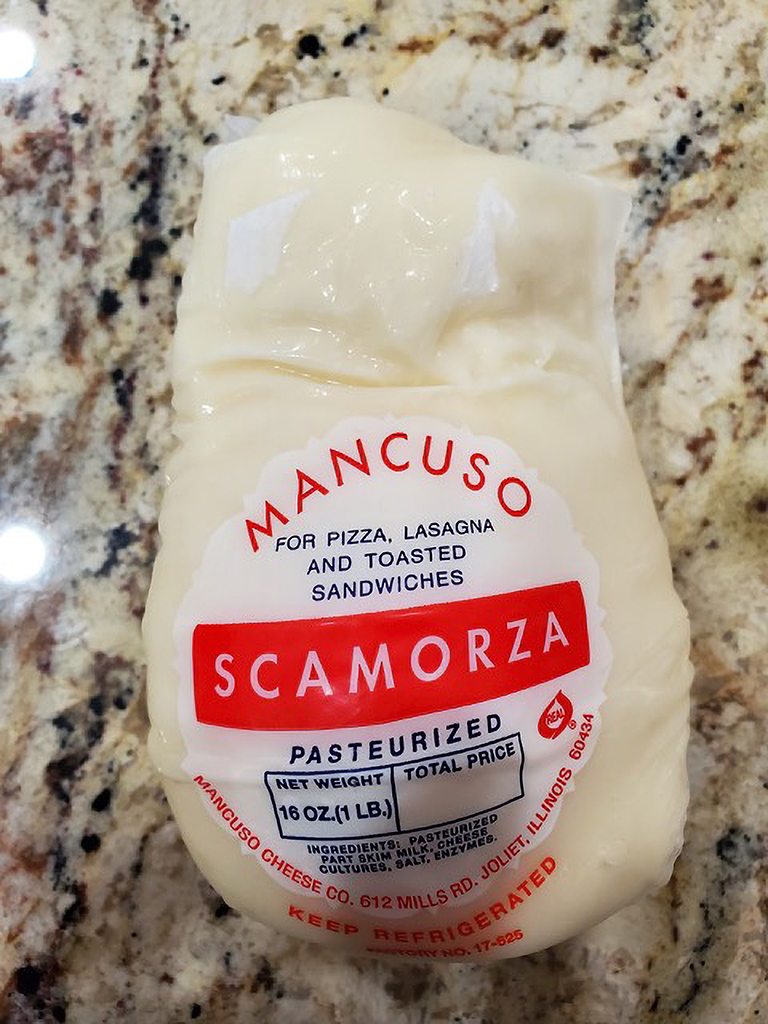 MANCUSO
FOR PIZZA, LASAGNA
AND TOASTED
SANDWICHES
SCAMORZA
REAL®
PASTEURIZED
NET WEIGHT
16 OZ.(1 LB.)
TOTAL PRICE
INGREDIENTS: PASTEURIZED
PART SKIM MILK, CHEESE
CULTURES, SALT, ENZYMES.
MANCUSO CHEESE CO. 612 MILLS RD. JOLIET, ILLINOIS 60434
KEEP REFRIGERATED
FACTORY NO. 17-625